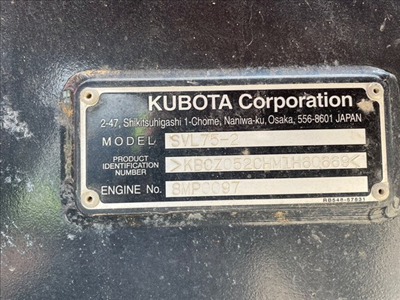 KUBOTA Corporation
2-47, Shikitsuhigashi 1-Chome, Naniwa-ku, Osaka, 556-8601 JAPAN
MODEL SVL75-2
PRODUCT
IDENTIFICATION
NUMBER
ENGINE No. 8MP0097